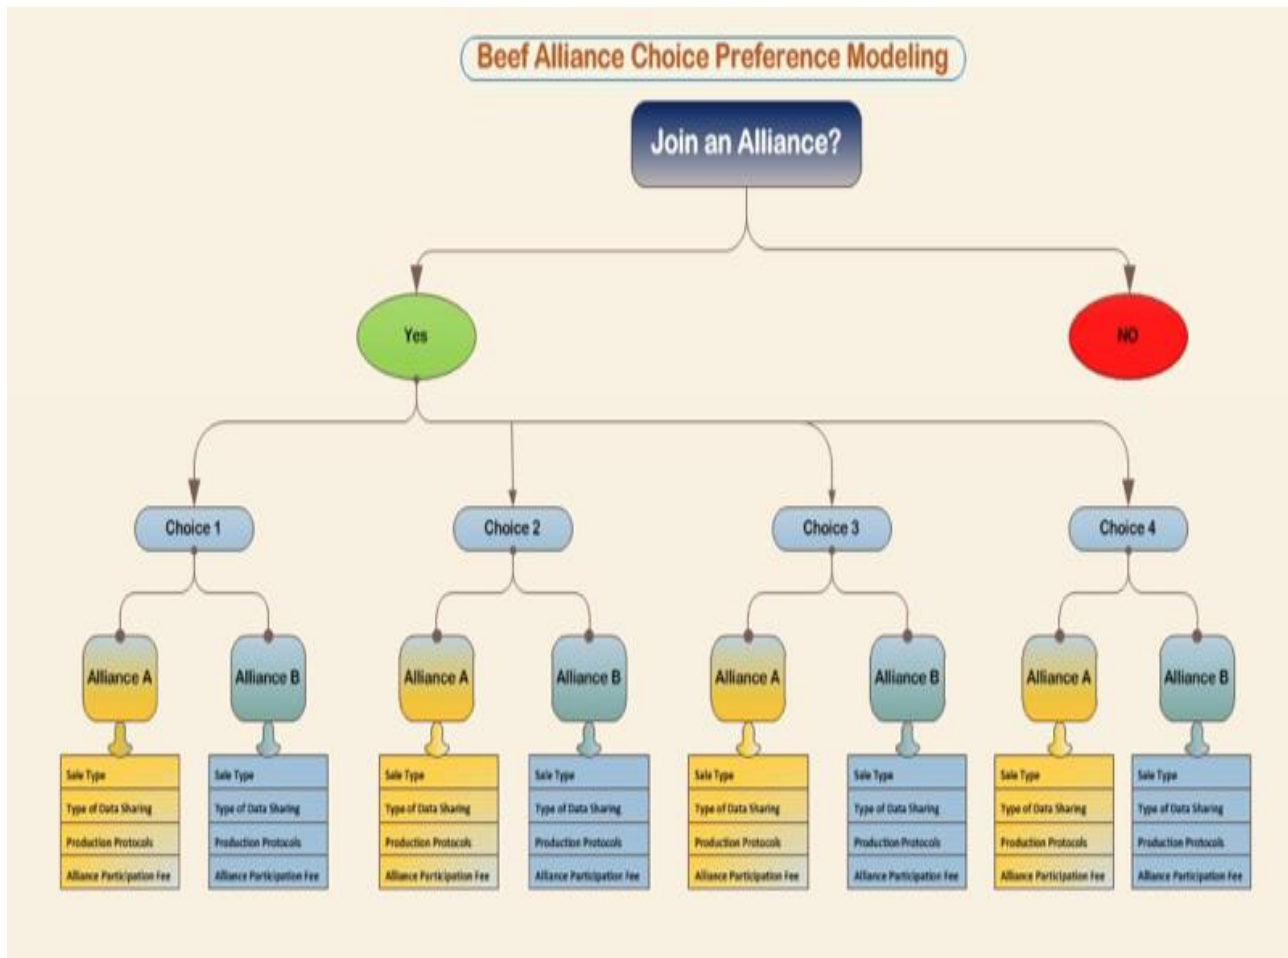 Beef Alliance Choice Preference Modeling
Join an Alliance?
Yes
NO
Choice 1
Choice 2
Choice 3
Choice 4
Alliance A
Alliance B
Alliance A
Alliance B
Alliance A
Alliance B
Alliance A
Alliance B
Sale Type
Type of Data Sharing
Production Protocols
Alliance Participation Fee
Sale Type
Type of Data Sharing
Production Protocols
Alliance Participation Fee
Sale Type
Type of Data Sharing
Production Protocols
Alliance Participation Fee
Sale Type
Type of Data Sharing
Production Protocols
Alliance Participation Fee
Sale Type
Type of Data Sharing
Production Protocols
Alliance Participation Fee
Sale Type
Type of Data Sharing
Production Protocols
Alliance Participation Fee
Sale Type
Type of Data Sharing
Production Protocols
Alliance Participation Fee
Sale Type
Type of Data Sharing
Production Protocols
Alliance Participation Fee